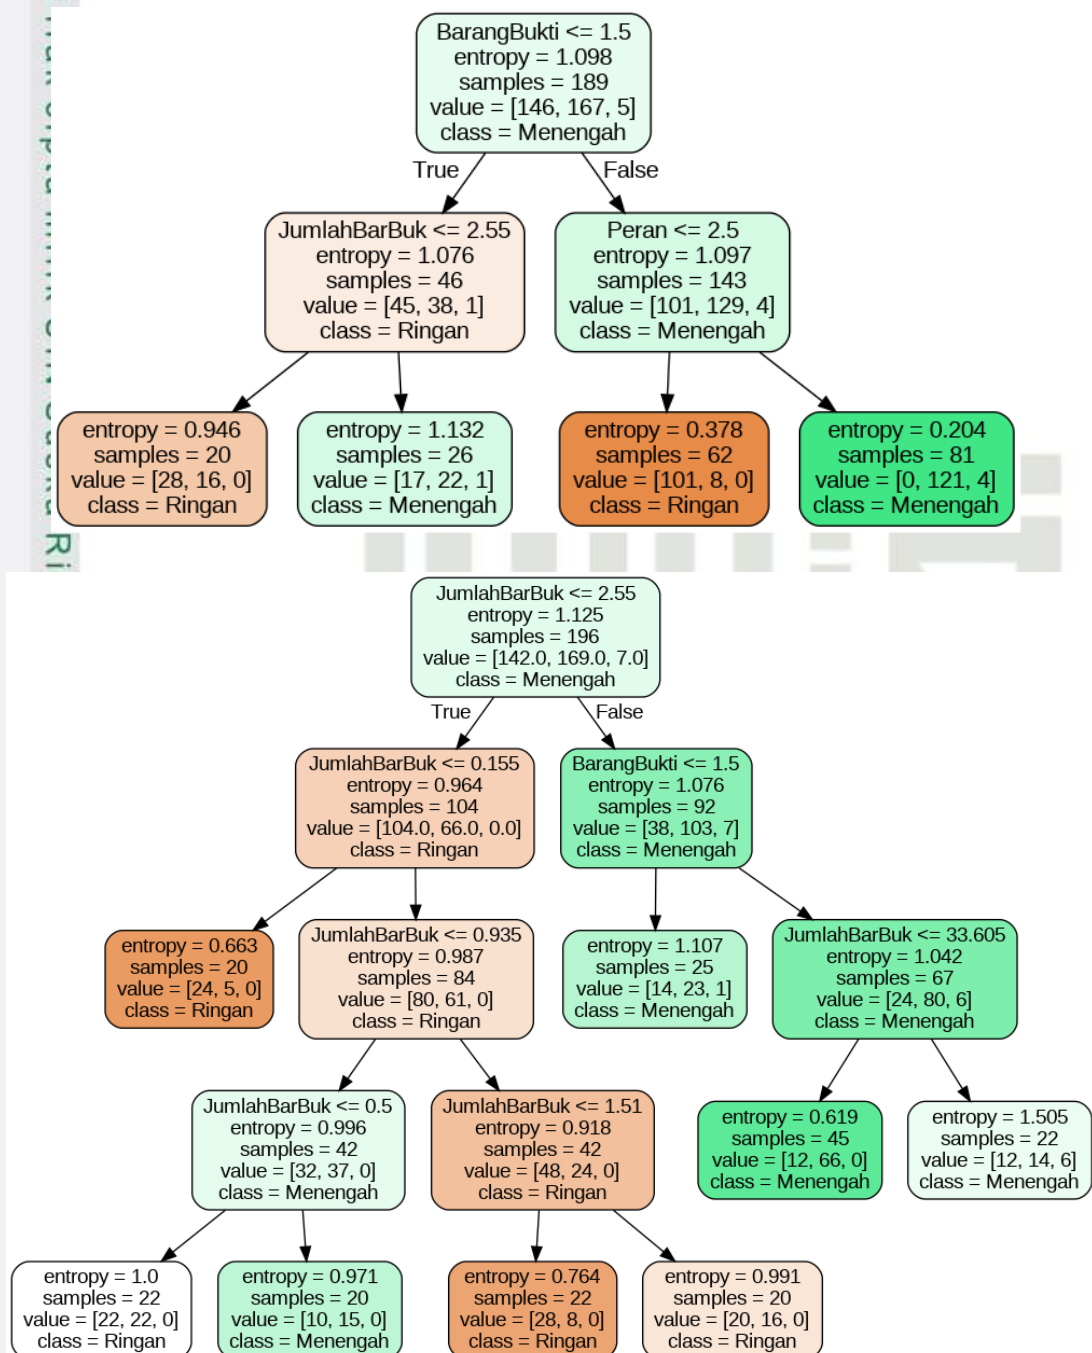 BarangBukti <= 1.5
entropy = 1.098
samples = 189
value = [146, 167, 5]
class = Menengah
True
False
JumlahBarBuk <= 2.55
entropy = 1.076
samples = 46
value = [45, 38, 1]
class = Ringan
Peran <= 2.5
entropy = 1.097
samples = 143
value = [101, 129, 4]
class = Menengah
entropy = 0.946
samples = 20
value = [28, 16, 0]
class = Ringan
entropy = 1.132
samples = 26
value = [17, 22, 1]
class = Menengah
entropy = 0.378
samples = 62
value = [101, 8, 0]
class = Ringan
entropy = 0.204
samples = 81
value = [0, 121, 4]
class = Menengah
JumlahBarBuk <= 2.55
entropy = 1.125
samples = 196
value = [142.0, 169.0, 7.0]
class = Menengah
True
False
JumlahBarBuk <= 0.155
entropy = 0.964
samples = 104
value = [104.0, 66.0, 0.0]
class = Ringan
BarangBukti <= 1.5
entropy = 1.076
samples = 92
value = [38, 103, 7]
class = Menengah
entropy = 0.663
samples = 20
value = [24, 5, 0]
class = Ringan
JumlahBarBuk <= 0.935
entropy = 0.987
samples = 84
value = [80, 61, 0]
class = Ringan
entropy = 1.107
samples = 25
value = [14, 23, 1]
class = Menengah
JumlahBarBuk <= 33.605
entropy = 1.042
samples = 67
value = [24, 80, 6]
class = Menengah
JumlahBarBuk <= 0.5
entropy = 0.996
samples = 42
value = [32, 37, 0]
class = Menengah
JumlahBarBuk <= 1.51
entropy = 0.918
samples = 42
value = [48, 24, 0]
class = Ringan
entropy = 0.619
samples = 45
value = [12, 66, 0]
class = Menengah
entropy = 1.505
samples = 22
value = [12, 14, 6]
class = Menengah
entropy = 1.0
samples = 22
value = [22, 22, 0]
class = Ringan
entropy = 0.971
samples = 20
value = [10, 15, 0]
class = Menengah
entropy = 0.764
samples = 22
value = [28, 8, 0]
class = Ringan
entropy = 0.991
samples = 20
value = [20, 16, 0]
class = Ringan